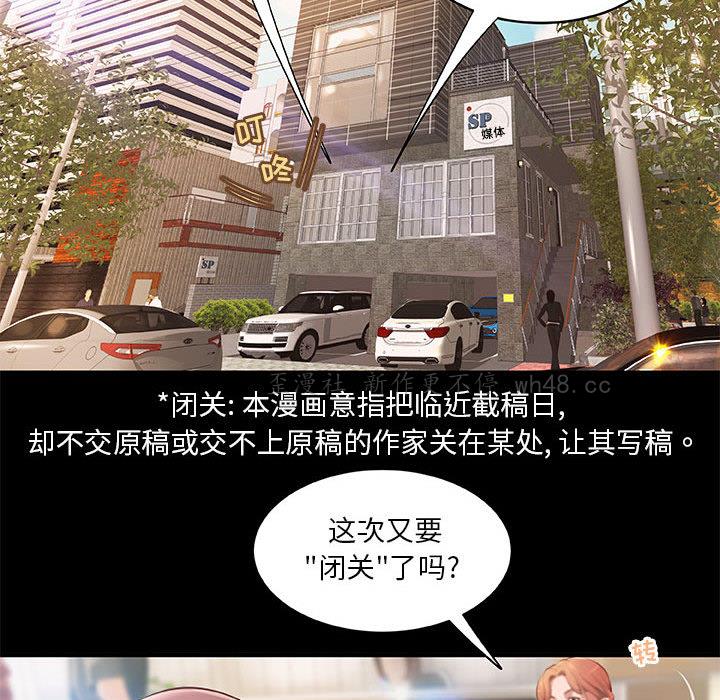 SP
媒体
叮
咚
SP
歪漫社 新作更不停 wh48.cc
*闭关: 本漫画意指把临近截稿日,
却不交原稿或交不上原稿的作家关在某处, 让其写稿。
这次又要
"闭关"了吗?
转